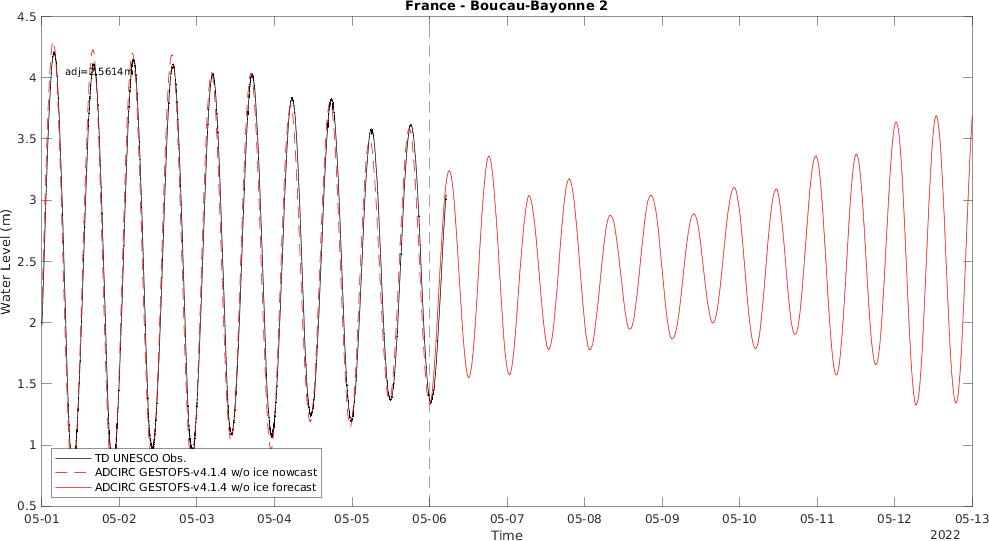 France - Boucau-Bayonne 2
4.5
4
3.5
3
2.5
2
1.5
1
0.5
Water Level (m)
adj=2.5614m
TD UNESCO Obs.
ADCIRC GESTOFS-v4.1.4 w/o ice nowcast
ADCIRC GESTOFS-v4.1.4 w/o ice forecast
05-01 05-02 05-03 05-04 05-05 05-06 05-07 05-08 05-09 05-10 05-11 05-12 05-13
Time
2022